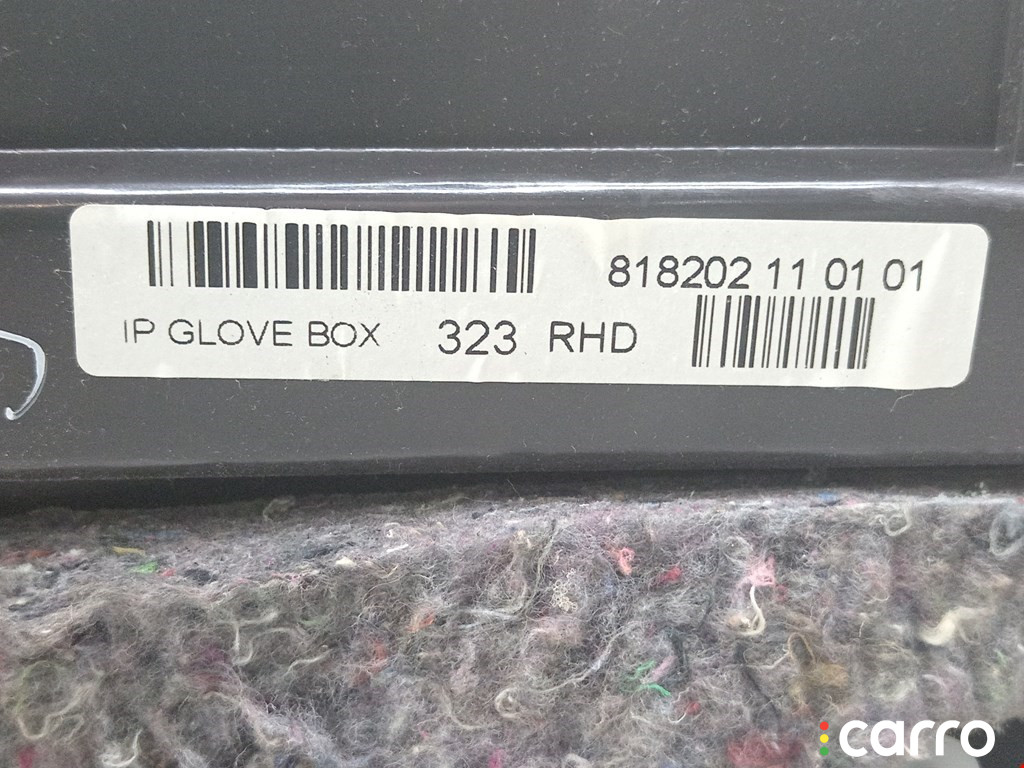 818202 11 01 01
IP GLOVE BOX 323 RHD
carro